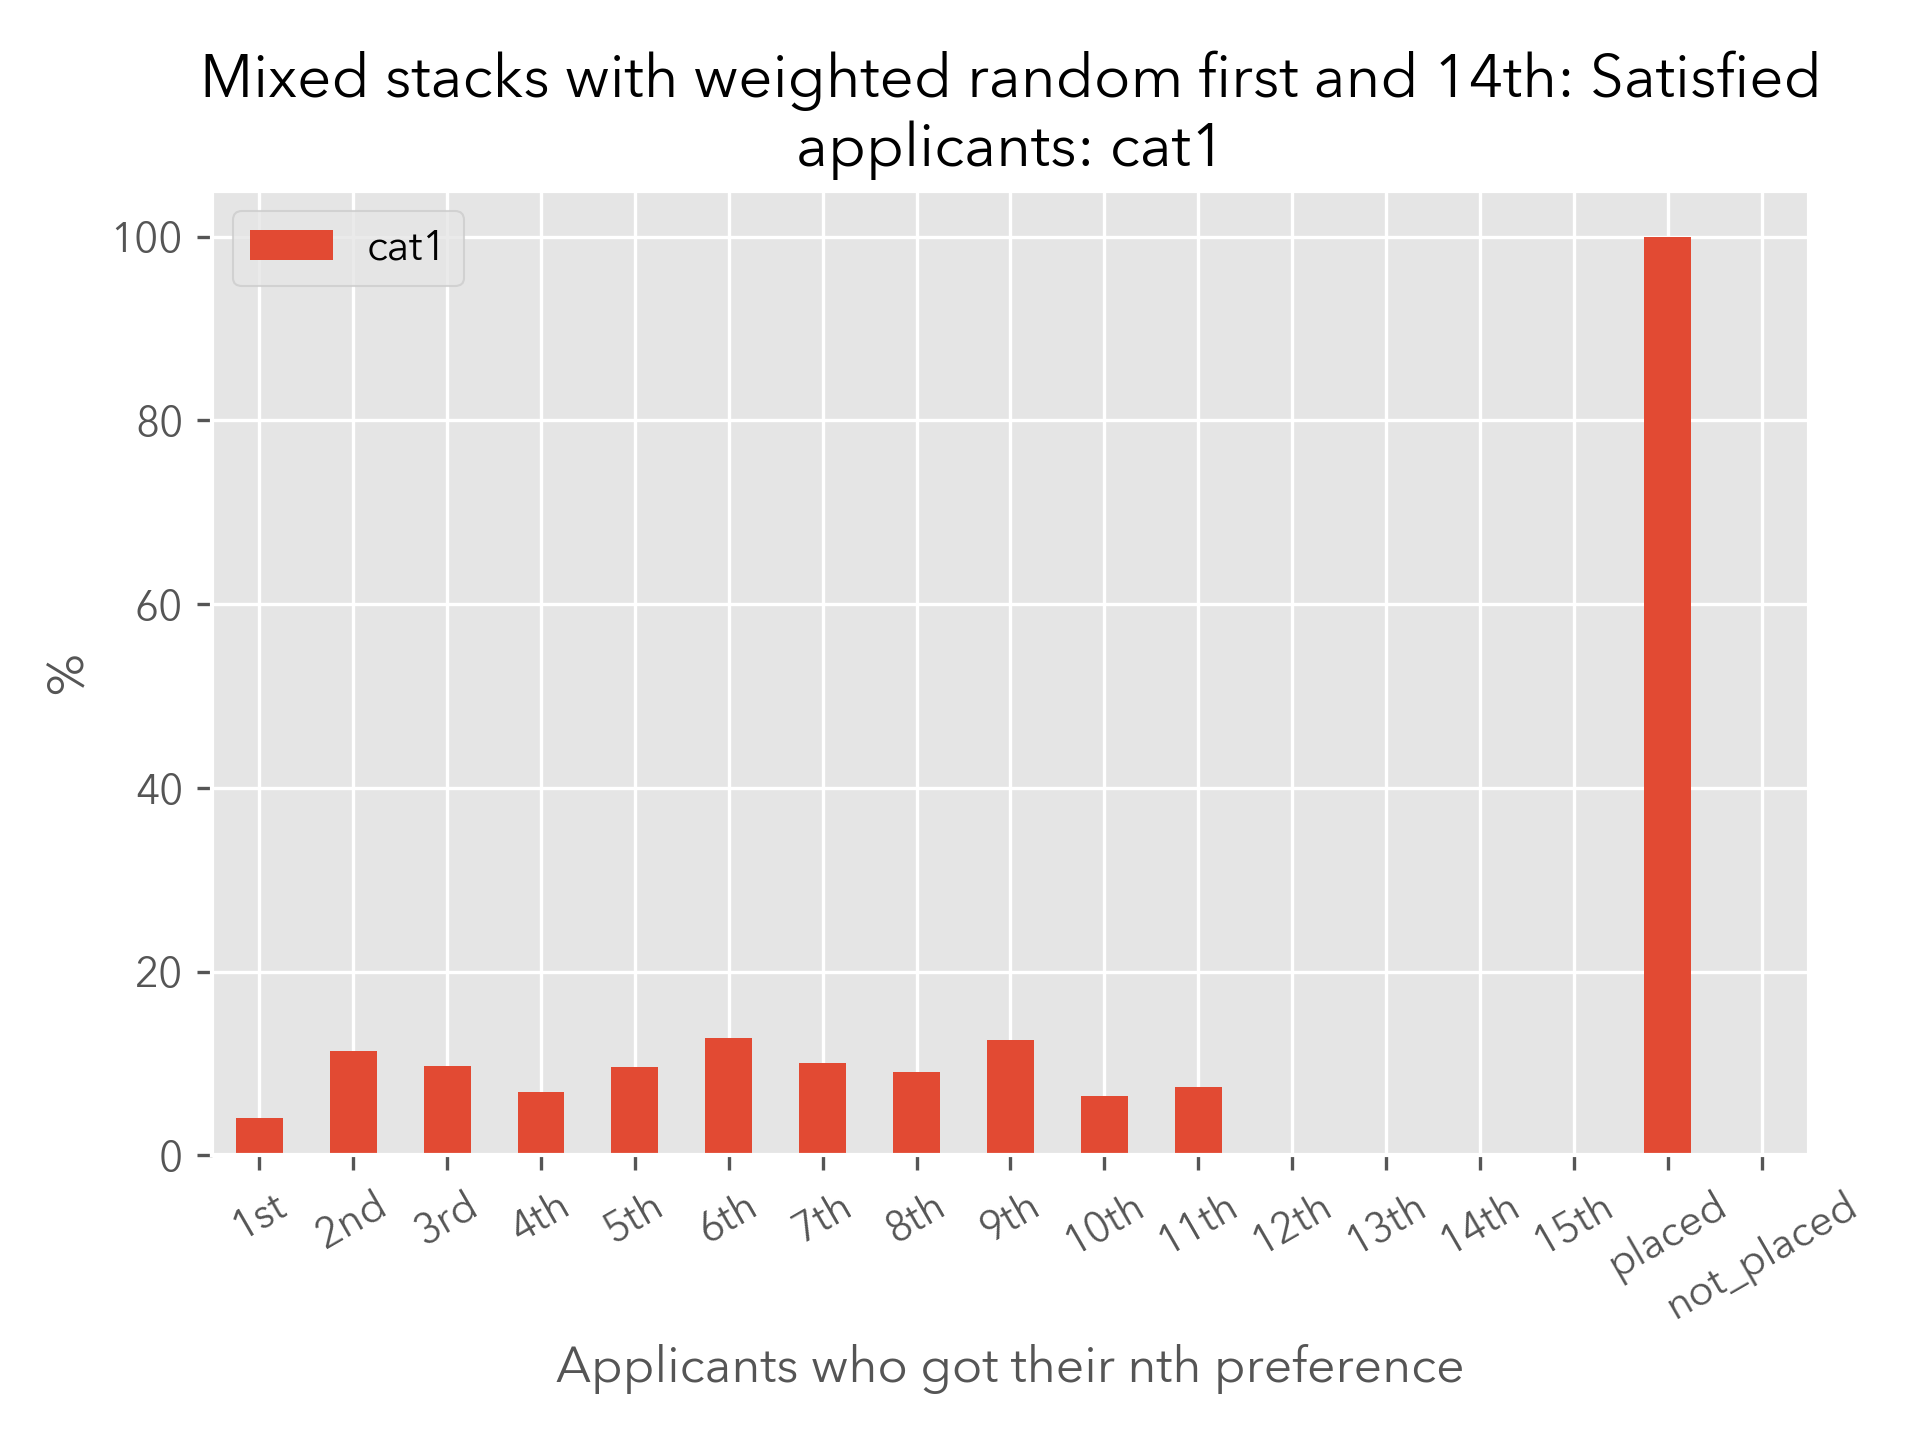 Mixed stacks with weighted random first and 14th: Satisfied
applicants: cat1
cat1
100
80
60
40
20
0
%
1st 2nd 3rd 4th 5th 6th 7th 8th 9th 10th 11th 12th 13th 14th 15th placed not_placed
Applicants who got their nth preference